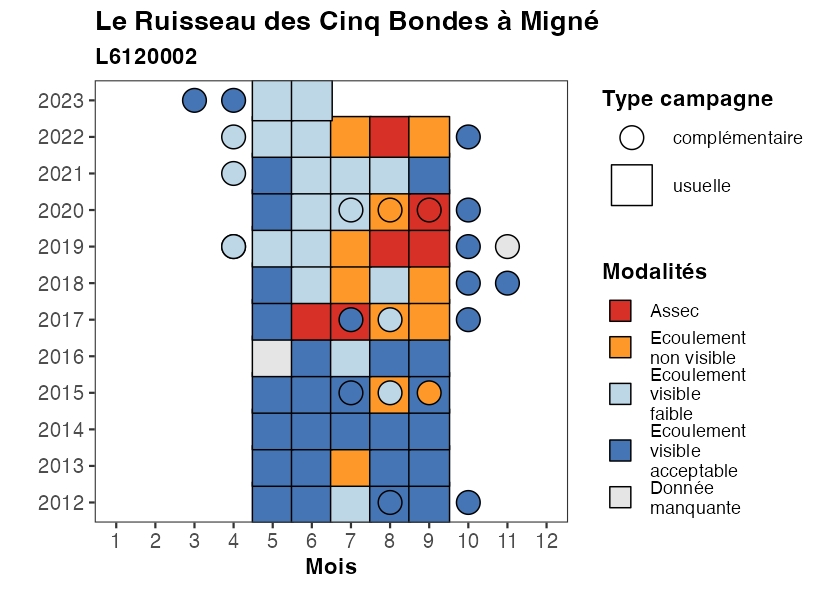 Le Ruisseau des Cinq Bondes à Migné
L6120002
2023
2022
2021
2020
2019
2018
2017
2016
2015
2014
2013
2012
1 2 3 4 5 6 7 8 9 10 11 12
Mois
Type campagne
complémentaire
usuelle
Modalités
Assec
Ecoulement
non visible
Ecoulement
visible
faible
Ecoulement
visible
acceptable
Donnée
manquante